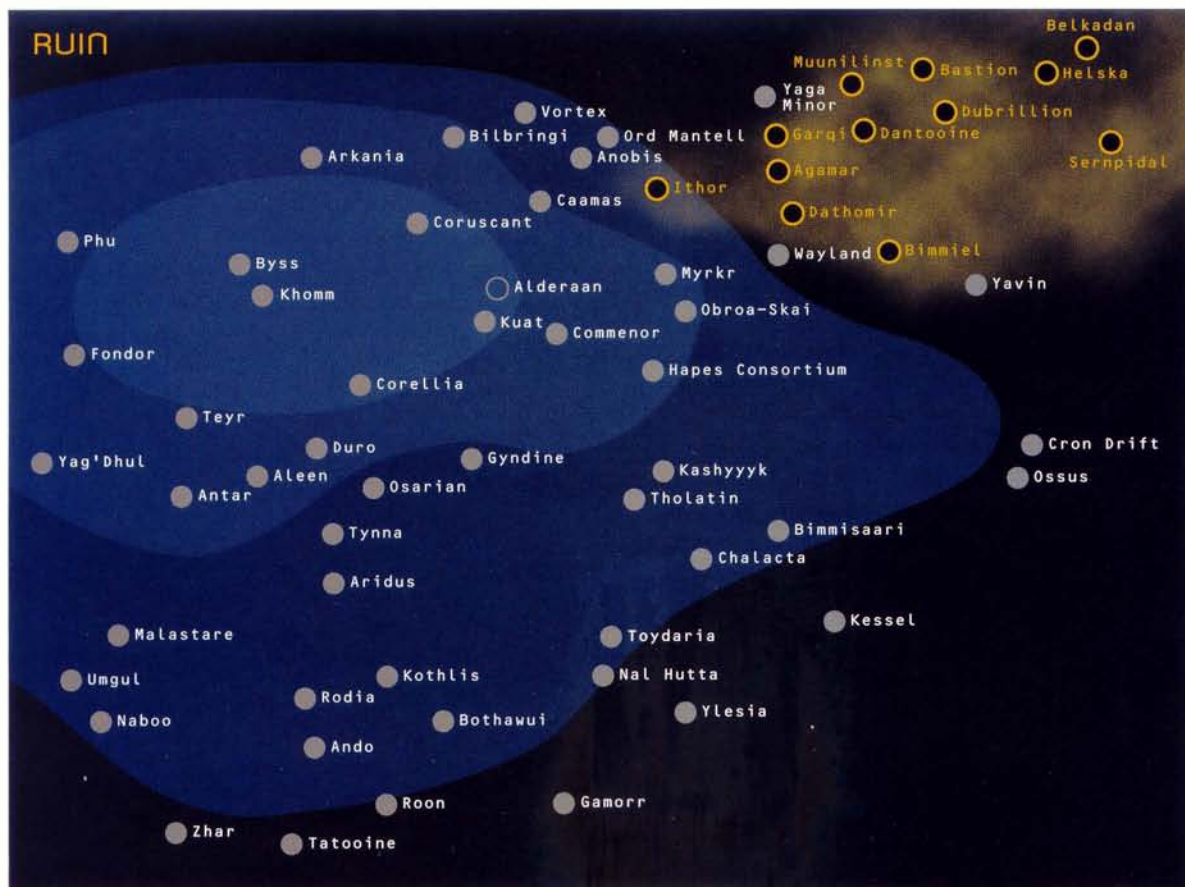 RUIN
Belkadan
Muunilinst
Bastion
Helska
Yaga
Minor
Vortex
Dubrillion
Bilbringi
Ord Mantell
Garqi
Dantooine
Arkania
Anobis
Sernpidal
Agamar
Ithor
Caamas
Dathomir
Coruscant
Phu
Wayland
Bimmiel
Byss
Myrkr
Yavin
Khomm
Alderaan
Obroa-Skai
Kuat
Commenor
Fondor
Hapes Consortium
Corellia
Teyr
Duro
Cron Drift
Yag'Dhul
Gyndine
Aleen
Kashyyyk
Ossus
Antar
Osarian
Tholatin
Tynna
Bimmisaari
Chalacta
Aridus
Kessel
Malastare
Toydaria
Umgul
Kothlis
Nal Hutta
Rodia
Ylesia
Naboo
Bothawui
Ando
Roon
Gamorr
Zhar
Tatooine